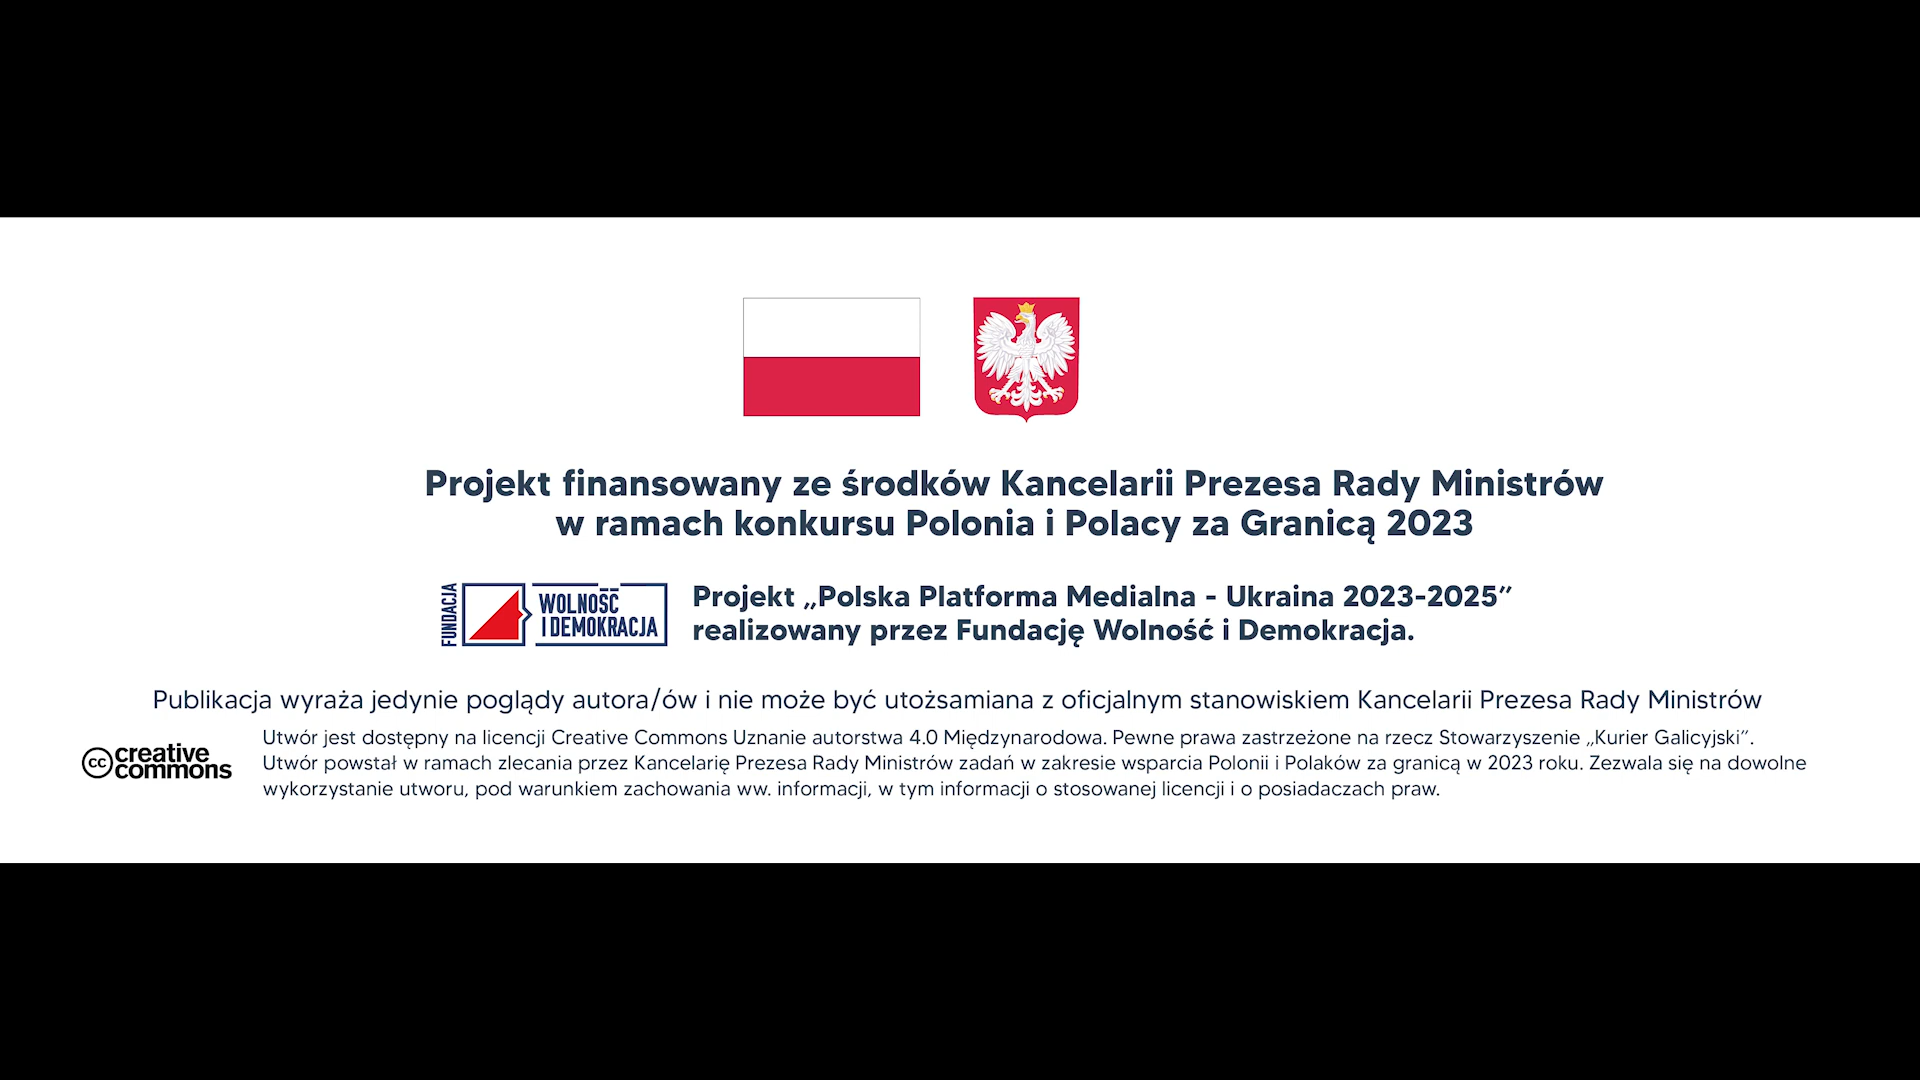 Projekt finansowany ze środków Kancelarii Prezesa Rady Ministrów
w ramach konkursu Polonia i Polacy za Granicą 2023
FUNDACJA
WOLNOŚĆ
I DEMOKRACJA
Projekt „Polska Platforma Medialna - Ukraina 2023-2025”
realizowany przez Fundację Wolność i Demokracja.
Publikacja wyraża jedynie poglądy autora/ów i nie może być utożsamiana z oficjalnym stanowiskiem Kancelarii Prezesa Rady Ministrów
cc creative
commons
Utwór jest dostępny na licencji Creative Commons Uznanie autorstwa 4.0 Międzynarodowa. Pewne prawa zastrzeżone na rzecz Stowarzyszenie „Kurier Galicyjski”.
Utwór powstał w ramach zlecania przez Kancelarię Prezesa Rady Ministrów zadań w zakresie wsparcia Polonii i Polaków za granicą w 2023 roku. Zezwala się na dowolne
wykorzystanie utworu, pod warunkiem zachowania ww. informacji, w tym informacji o stosowanej licencji i o posiadaczach praw.